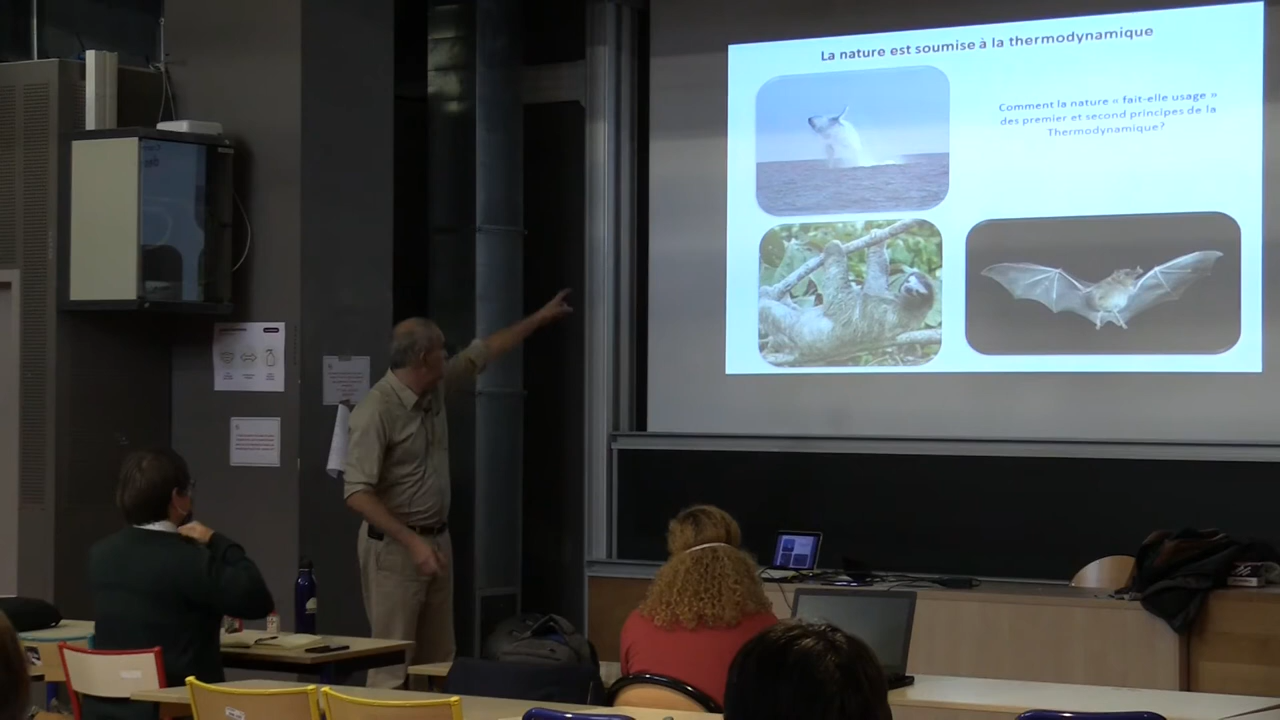 La nature est soumise à la thermodynamique
Comment la nature « fait-elle usage »
des premier et second principes de la
Thermodynamique?